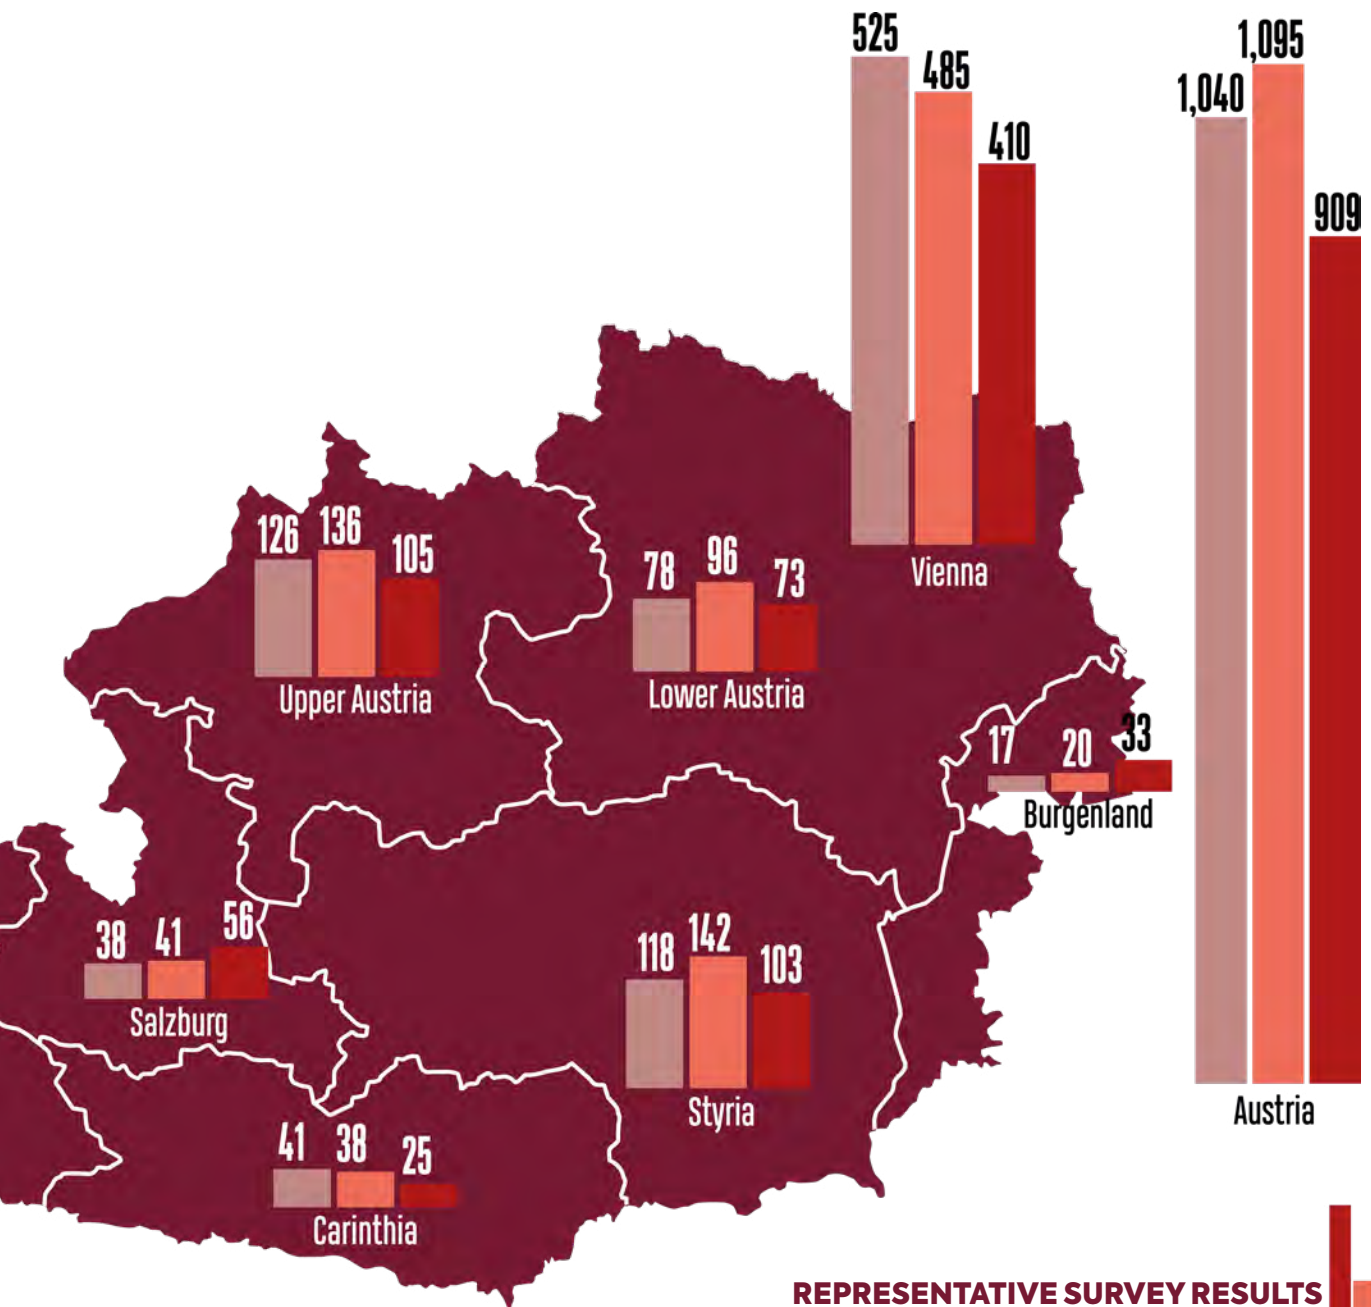 525
485
410
Vienna
1,040
1,095
909
Austria
126
136
105
Upper Austria
78
96
73
Lower Austria
17
20
33
Burgenland
38
41
56
Salzburg
118
142
103
Styria
41
38
25
Carinthia
REPRESENTATIVE SURVEY RESULTS